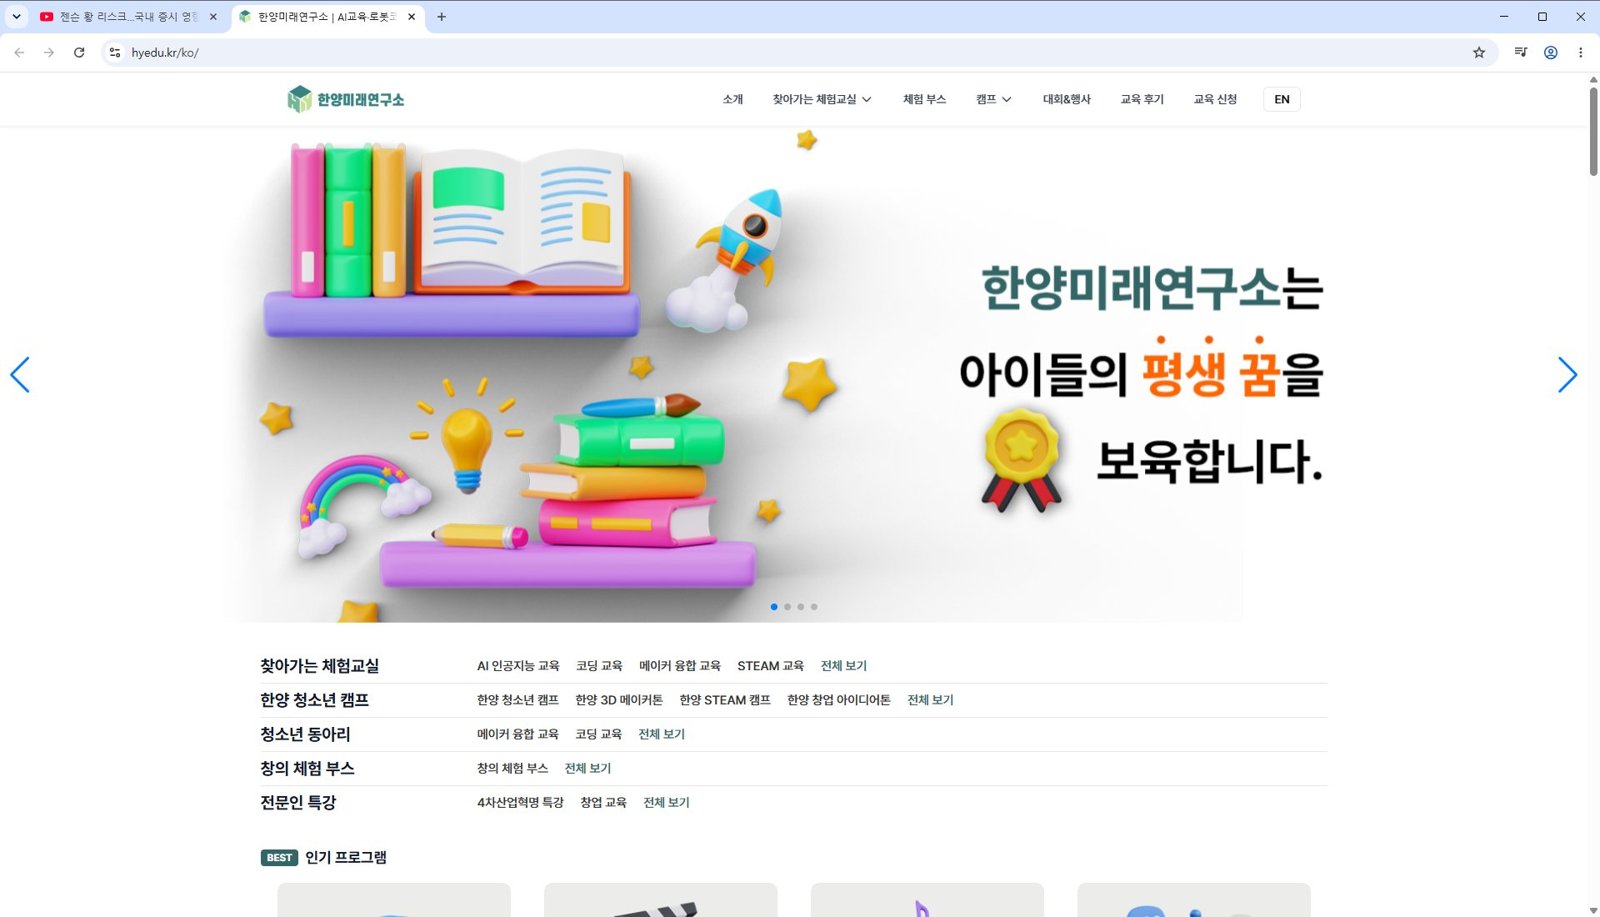 젠슨 황 리스크...국내 증시 영향
한양미래연구소 | AI교육·로봇코
hyedu.kr/ko/
한양미래연구소
소개 찾아가는 체험교실 체험 부스 캠프 대회&행사 교육 후기 교육 신청 EN
한양미래연구소는
아이들의 평생 꿈을
보육합니다.
찾아가는 체험교실 AI 인공지능 교육 코딩 교육 메이커 융합 교육 STEAM 교육 전체 보기
한양 청소년 캠프 한양 청소년 캠프 한양 3D 메이커톤 한양 STEAM 캠프 한양 창업 아이디어톤 전체 보기
청소년 동아리 메이커 융합 교육 코딩 교육 전체 보기
창의 체험 부스 창의 체험 부스 전체 보기
전문인 특강 4차산업혁명 특강 창업 교육 전체 보기
BEST 인기 프로그램